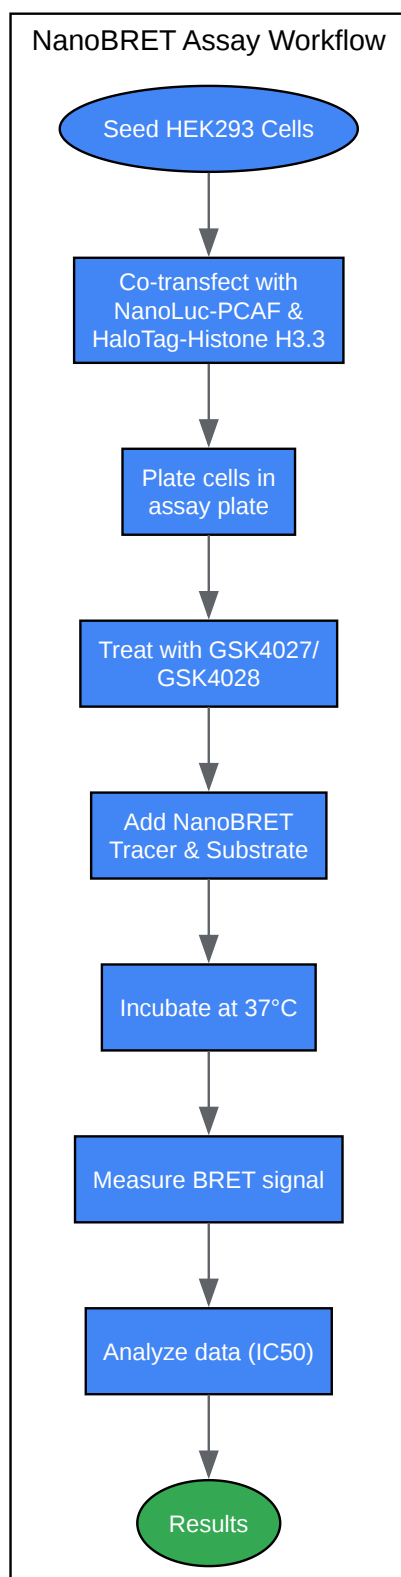 NanoBRET Assay Workflow
Seed HEK293 Cells
Co-transfect with
NanoLuc-PCAF &
HaloTag-Histone H3.3
Plate cells in
assay plate
Treat with GSK4027/
GSK4028
Add NanoBRET
Tracer & Substrate
Incubate at 37°C
Measure BRET signal
Analyze data (IC50)
Results